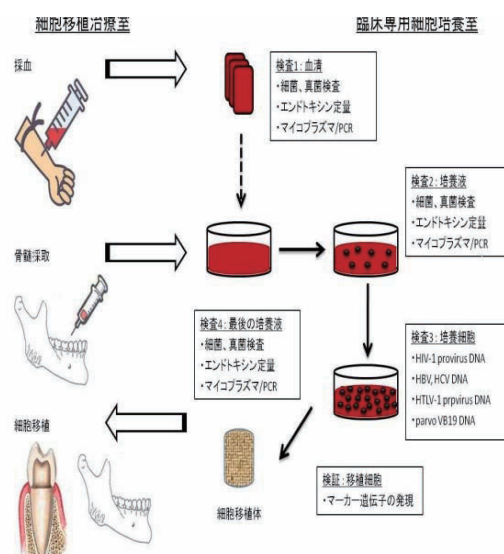 細胞移植治療室
臨床専用細胞培養室
採血
検査1：血清
・細菌、真菌検査
・エンドトキシン定量
・マイコプラズマ/PCR
検査2：培養液
・細菌、真菌検査
・エンドトキシン定量
・マイコプラズマ/PCR
骨髄採取
検査4：最後の培養液
・細菌、真菌検査
・エンドトキシン定量
・マイコプラズマ/PCR
検査3：培養細胞
・HIV-1 provirus DNA
・HBV, HCV DNA
・HTLV-1 prpvirus DNA
・parvo VB19 DNA
細胞移植
細胞移植体
検証：移植細胞
・マーカー遺伝子の発現